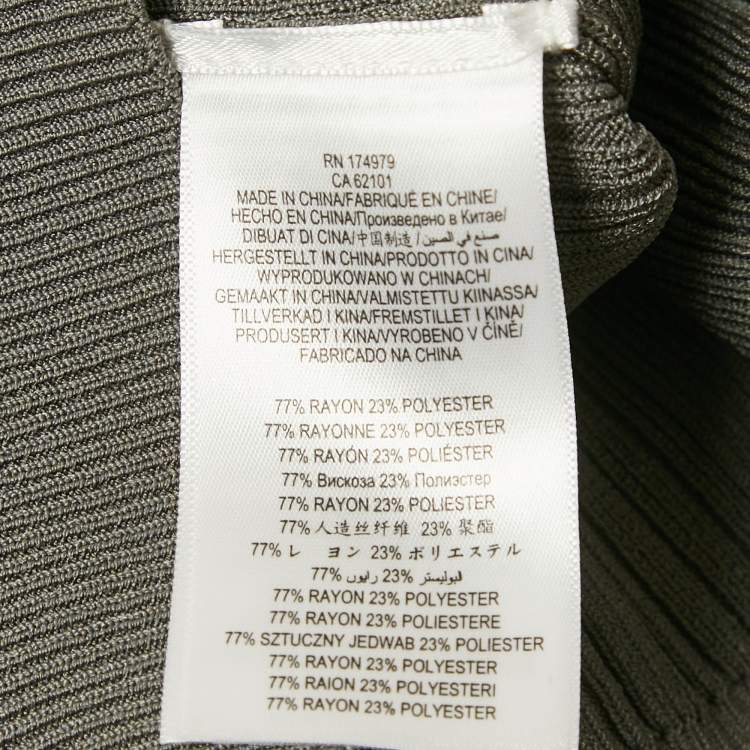 RN 174979
CA 62101
MADE IN CHINA/FABRIQUÉ EN CHINE/
HECHO EN CHINA/Произведено в Китае/
DIBUAT DI CINA/中国制造 / صنع في الصين/
HERGESTELLT IN CHINA/PRODOTTO IN CINA/
WYPRODUKOWANO W CHINACH/
GEMAAKT IN CHINA/VALMISTETTU KIINASSA/
TILLVERKAD I KINA/FREMSTILLET I KINA/
PRODUSERT I KINA/VYROBENO V ČÍNĚ/
FABRICADO NA CHINA
77% RAYON 23% POLYESTER
77% RAYONNE 23% POLYESTER
77% RAYÓN 23% POLIÉSTER
77% Вискоза 23% Полиэстер
77% RAYON 23% POLIESTER
77% 人造丝纤维 23% 聚酯
77% レーヨン 23% ポリエステル
77% رايون 23% البوليستر
77% RAYON 23% POLYESTER
77% RAYON 23% POLIESTERE
77% SZTUCZNY JEDWAB 23% POLIESTER
77% RAYON 23% POLYESTER
77% RAION 23% POLYESTERI
77% RAYON 23% POLYESTER